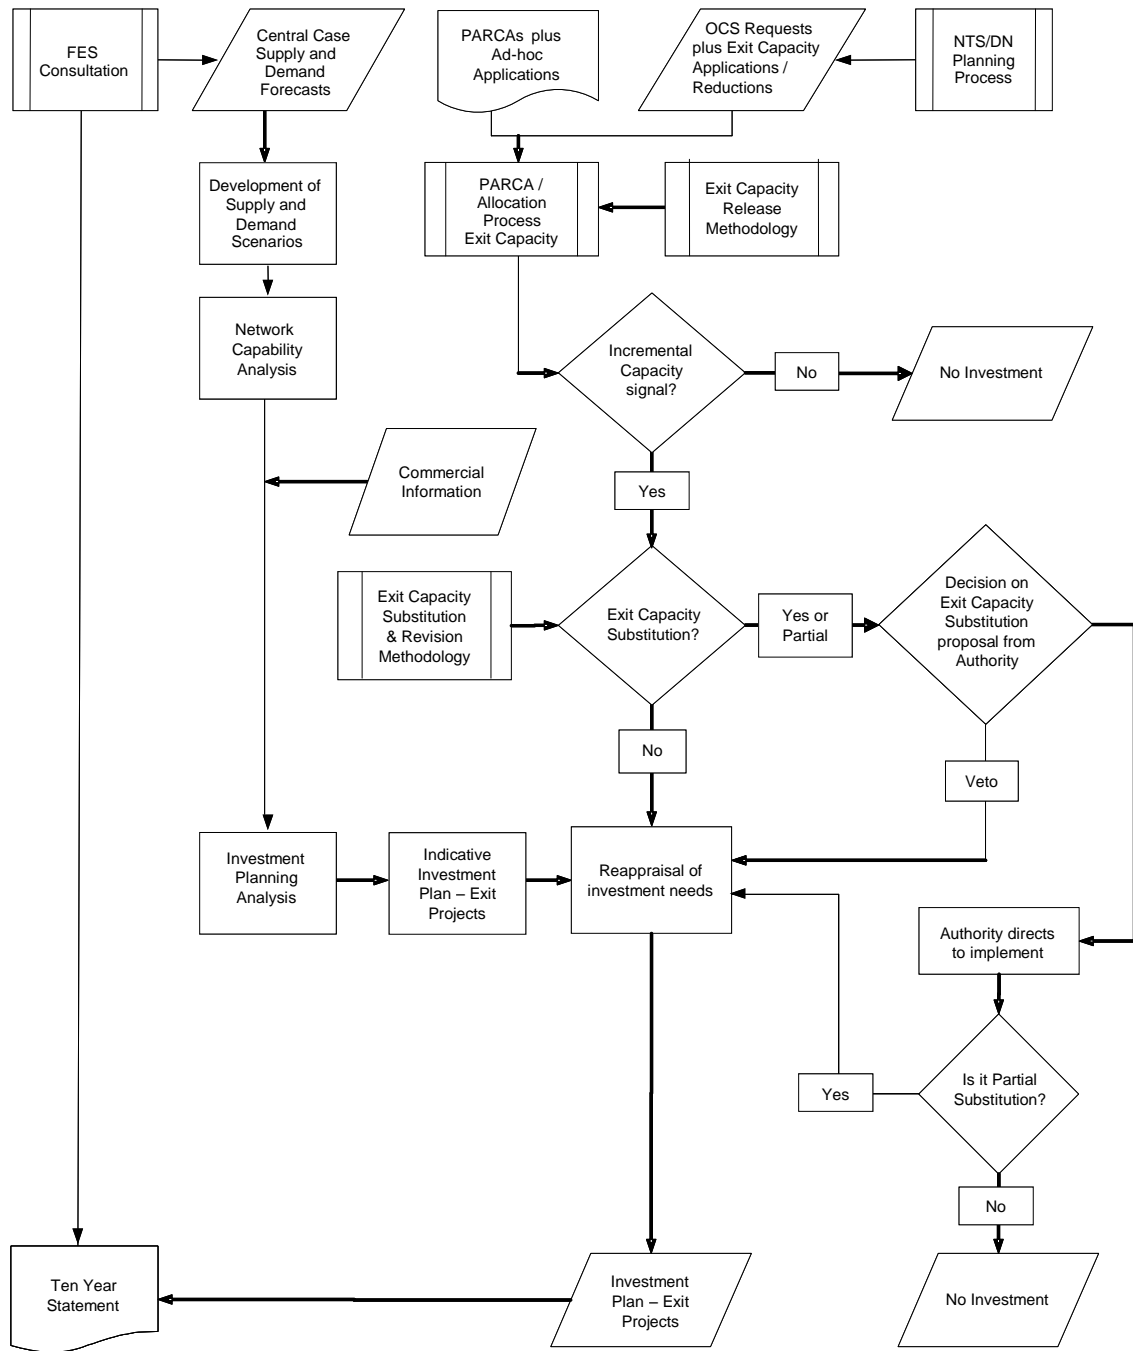 FES
Consultation
Central Case
Supply and
Demand
Forecasts
PARCAs plus
Ad-hoc
Applications
OCS Requests
plus Exit Capacity
Applications /
Reductions
NTS/DN
Planning
Process
Development of
Supply and
Demand
Scenarios
PARCA /
Allocation
Process
Exit Capacity
Exit Capacity
Release
Methodology
Network
Capability
Analysis
Incremental
Capacity
signal?
No
No Investment
Commercial
Information
Yes
Exit Capacity
Substitution
& Revision
Methodology
Exit Capacity
Substitution?
Yes or
Partial
Decision on
Exit Capacity
Substitution
proposal from
Authority
No
Veto
Investment
Planning
Analysis
Indicative
Investment
Plan – Exit
Projects
Reappraisal of
investment needs
Authority directs
to implement
Is it Partial
Substitution?
Yes
No
Ten Year
Statement
Investment
Plan – Exit
Projects
No Investment